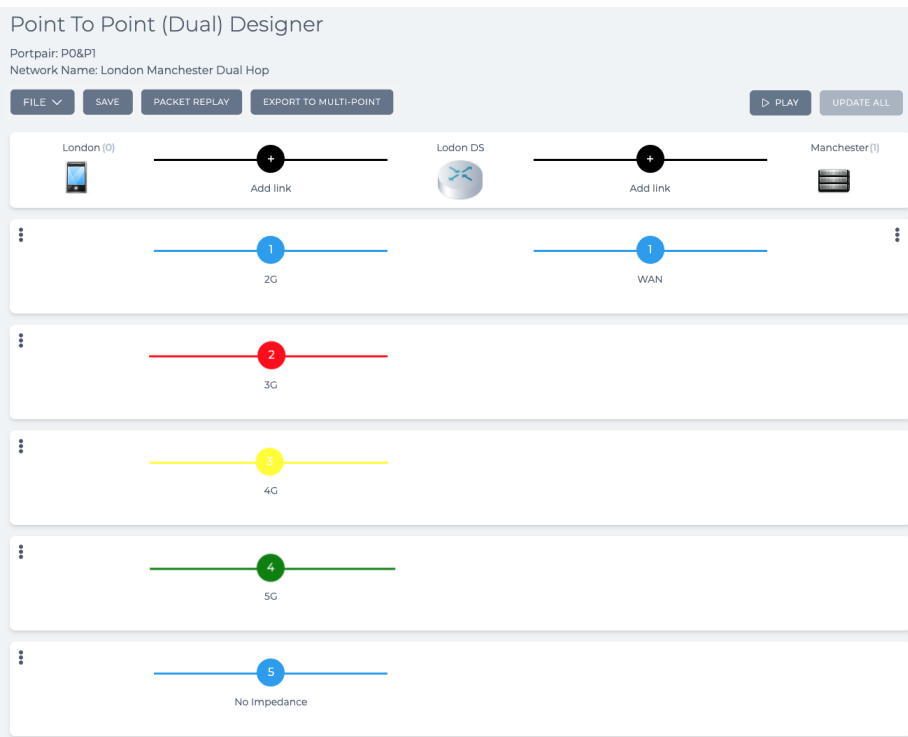 Point To Point (Dual) Designer
Portpair: P0&P1
Network Name: London Manchester Dual Hop
FILE SAVE PACKET REPLAY EXPORT TO MULTI-POINT PLAY UPDATE ALL
London (0) Lodon DS Manchester(1)
+ +
Add link Add link
1 1
2G WAN
2
3G
3
4G
4
5G
5
No Impedance